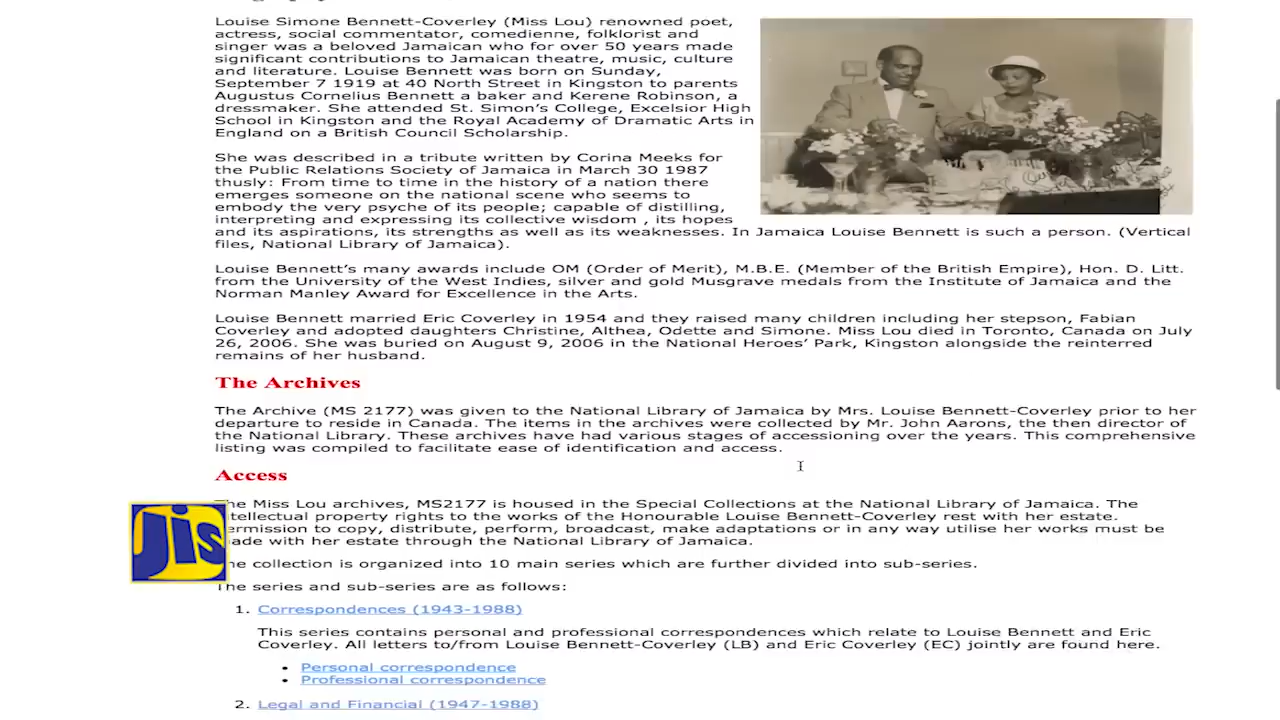 Louise Simone Bennett-Coverley (Miss Lou) renowned poet,
actress, social commentator, comedienne, folklorist and
singer was a beloved Jamaican who for over 50 years made
significant contributions to Jamaican theatre, music, culture
and literature. Louise Bennett was born on Sunday,
September 7 1919 at 40 North Street in Kingston to parents
Augustus Cornelius Bennett a baker and Kerene Robinson, a
dressmaker. She attended St. Simon's College, Excelsior High
School in Kingston and the Royal Academy of Dramatic Arts in
England on a British Council Scholarship.
She was described in a tribute written by Corina Meeks for
the Public Relations Society of Jamaica in March 30 1987
thusly: From time to time in the history of a nation there
emerges someone on the national scene who seems to
embody the very psyche of its people; capable of distilling,
interpreting and expressing its collective wisdom , its hopes
and its aspirations, its strengths as well as its weaknesses. In Jamaica Louise Bennett is such a person. (Vertical
files, National Library of Jamaica).
Louise Bennett's many awards include OM (Order of Merit), M.B.E. (Member of the British Empire), Hon. D. Litt.
from the University of the West Indies, silver and gold Musgrave medals from the Institute of Jamaica and the
Norman Manley Award for Excellence in the Arts.
Louise Bennett married Eric Coverley in 1954 and they raised many children including her stepson, Fabian
Coverley and adopted daughters Christine, Althea, Odette and Simone. Miss Lou died in Toronto, Canada on July
26, 2006. She was buried on August 9, 2006 in the National Heroes' Park, Kingston alongside the reinterred
remains of her husband.
The Archives
The Archive (MS 2177) was given to the National Library of Jamaica by Mrs. Louise Bennett-Coverley prior to her
departure to reside in Canada. The items in the archives were collected by Mr. John Aarons, the then director of
the National Library. These archives have had various stages of accessioning over the years. This comprehensive
listing was compiled to facilitate ease of identification and access.
Access
he Miss Lou archives, MS2177 is housed in the Special Collections at the National Library of Jamaica. The
ntellectual property rights to the works of the Honourable Louise Bennett-Coverley rest with her estate.
ermission to copy, distribute, perform, broadcast, make adaptations or in any way utilise her works must be
ade with her estate through the National Library of Jamaica.
JIS
he collection is organized into 10 main series which are further divided into sub-series.
The series and sub-series are as follows:
1. Correspondences (1943-1988)
This series contains personal and professional correspondences which relate to Louise Bennett and Eric
Coverley. All letters to/from Louise Bennett-Coverley (LB) and Eric Coverley (EC) jointly are found here.
• Personal correspondence
• Professional correspondence
2. Legal and Financial (1947-1988)